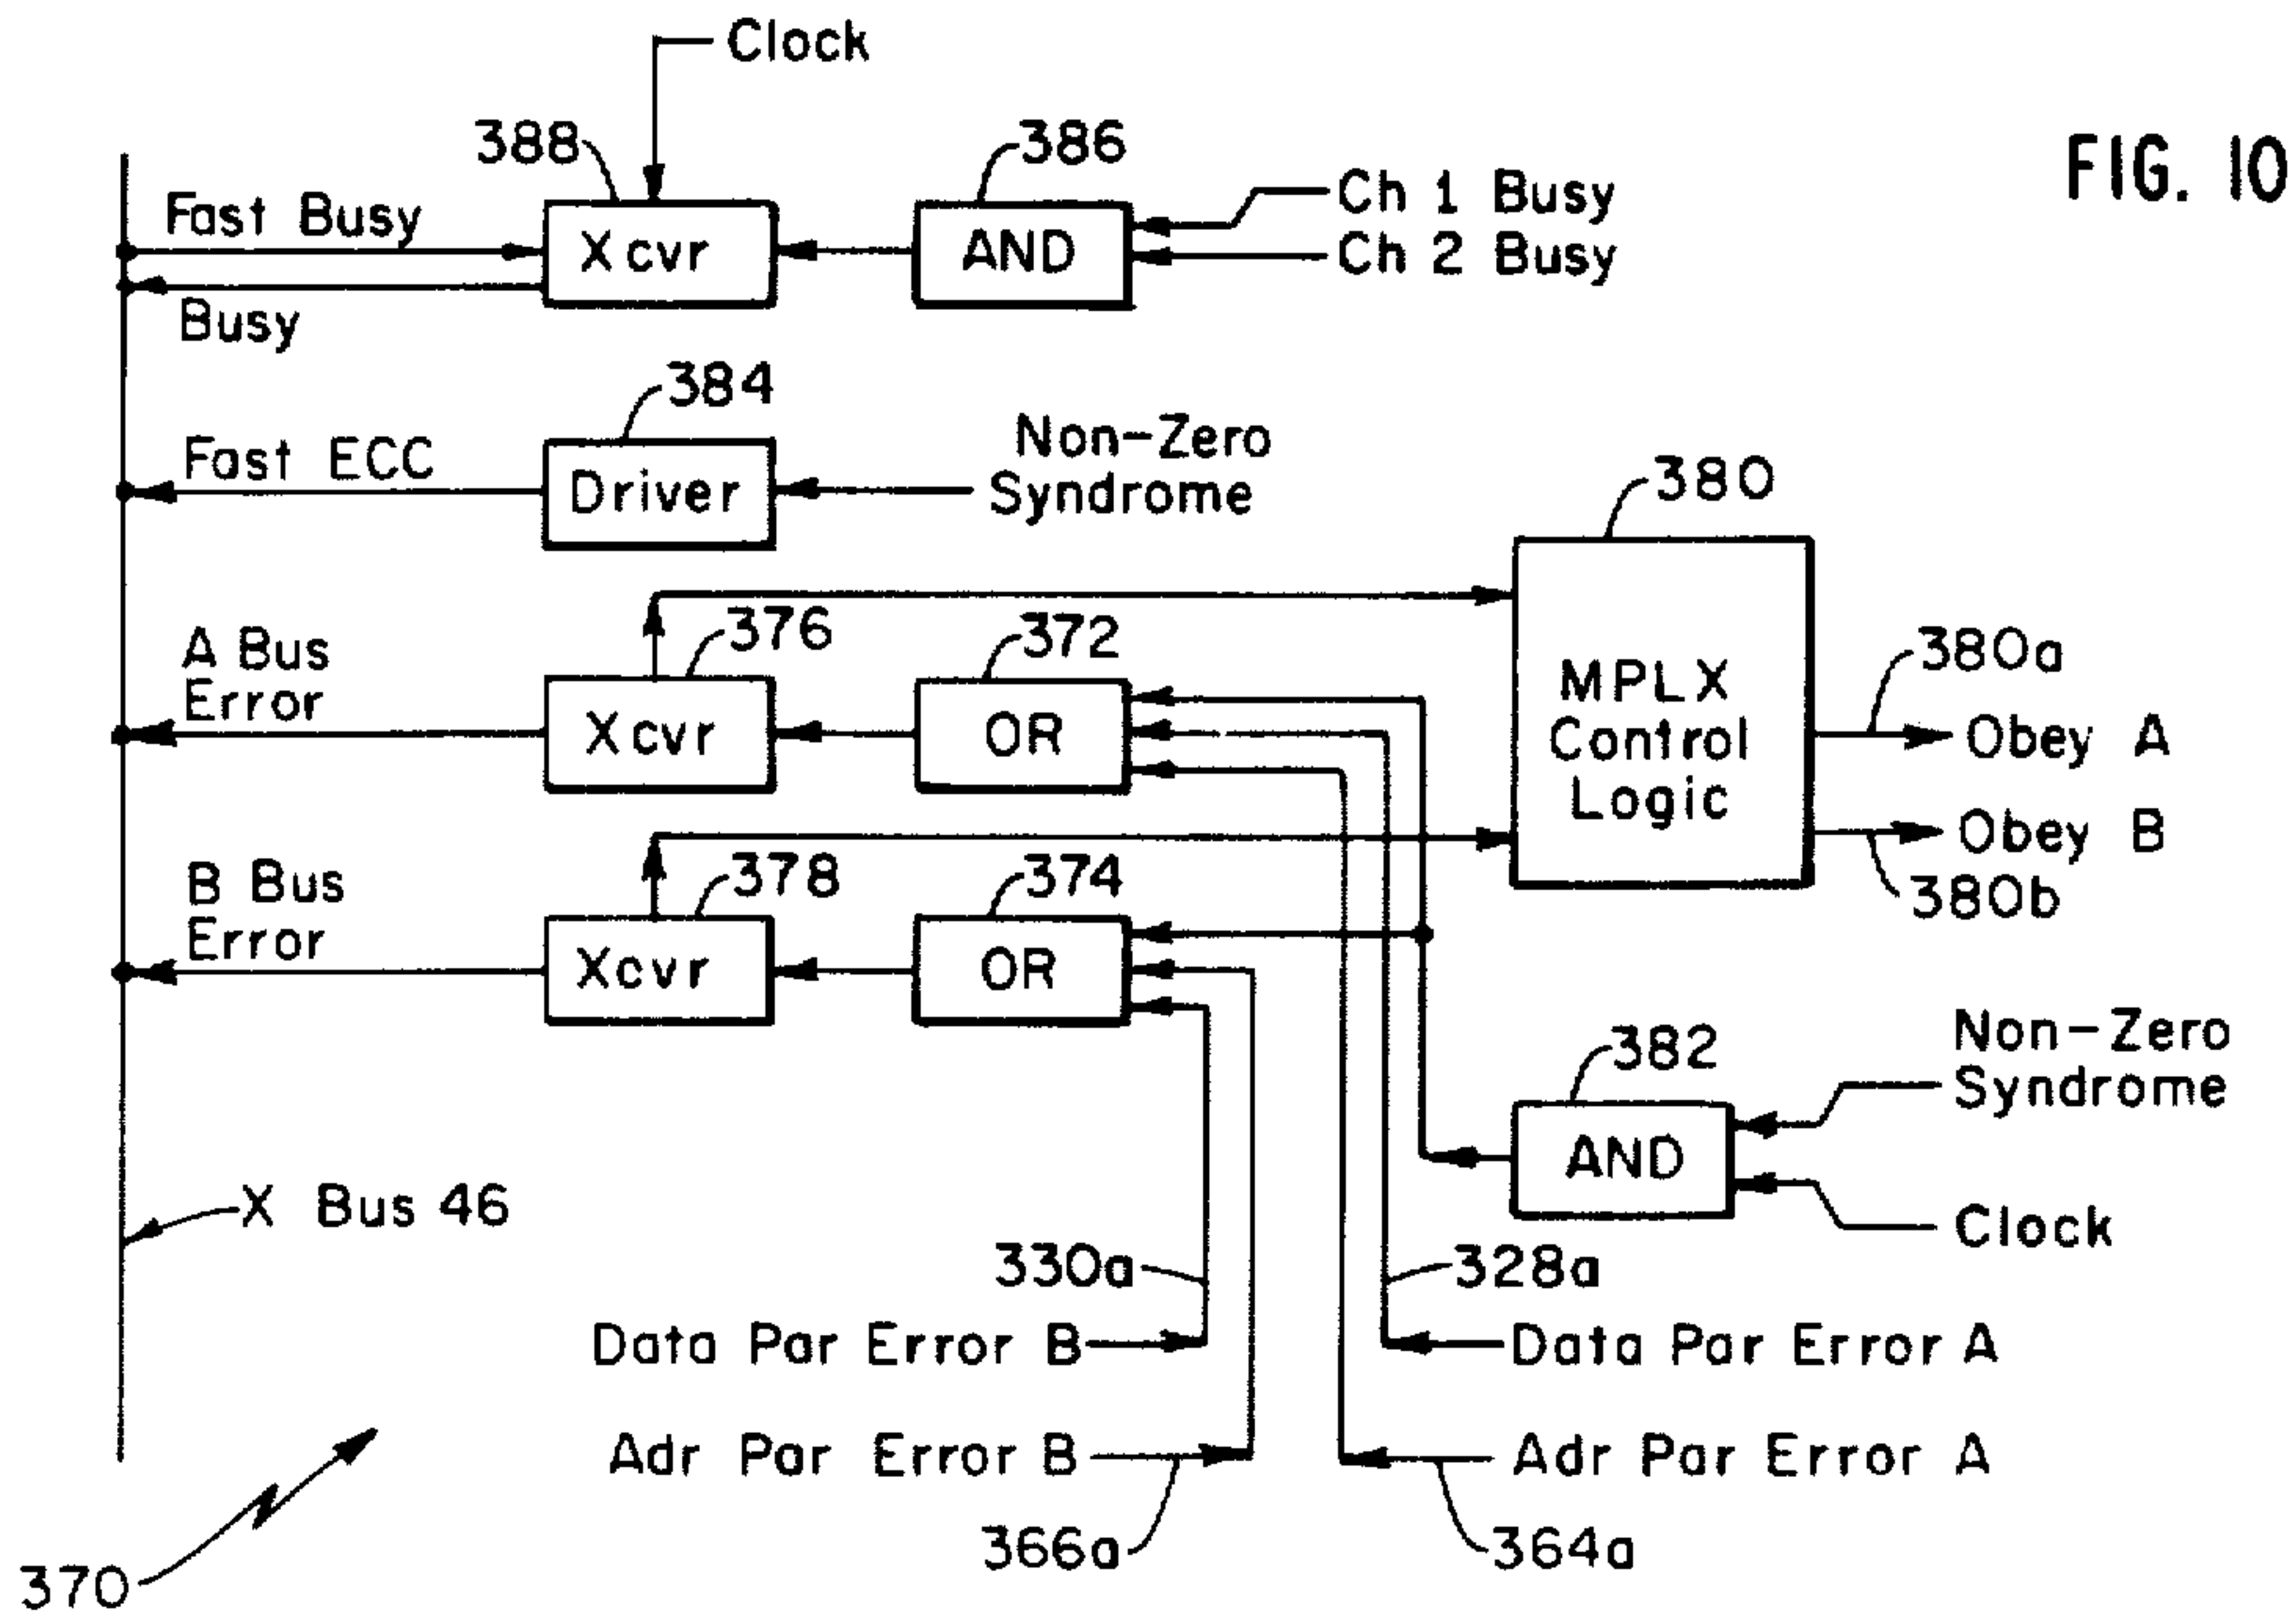 Clock
388
386
FIG. 10
Fast Busy
Xcvr
AND
Ch 1 Busy
Ch 2 Busy
Busy
384
Fast ECC
Driver
Non-Zero
Syndrome
380
376
372
A Bus
Error
Xcvr
OR
MPLX
Control
Logic
380a
Obey A
Obey B
380b
378
374
B Bus
Error
Xcvr
OR
382
Non-Zero
Syndrome
AND
Clock
X Bus 46
330a
328a
Data Par Error B
Data Par Error A
Adr Par Error B
Adr Par Error A
366a
364a
370